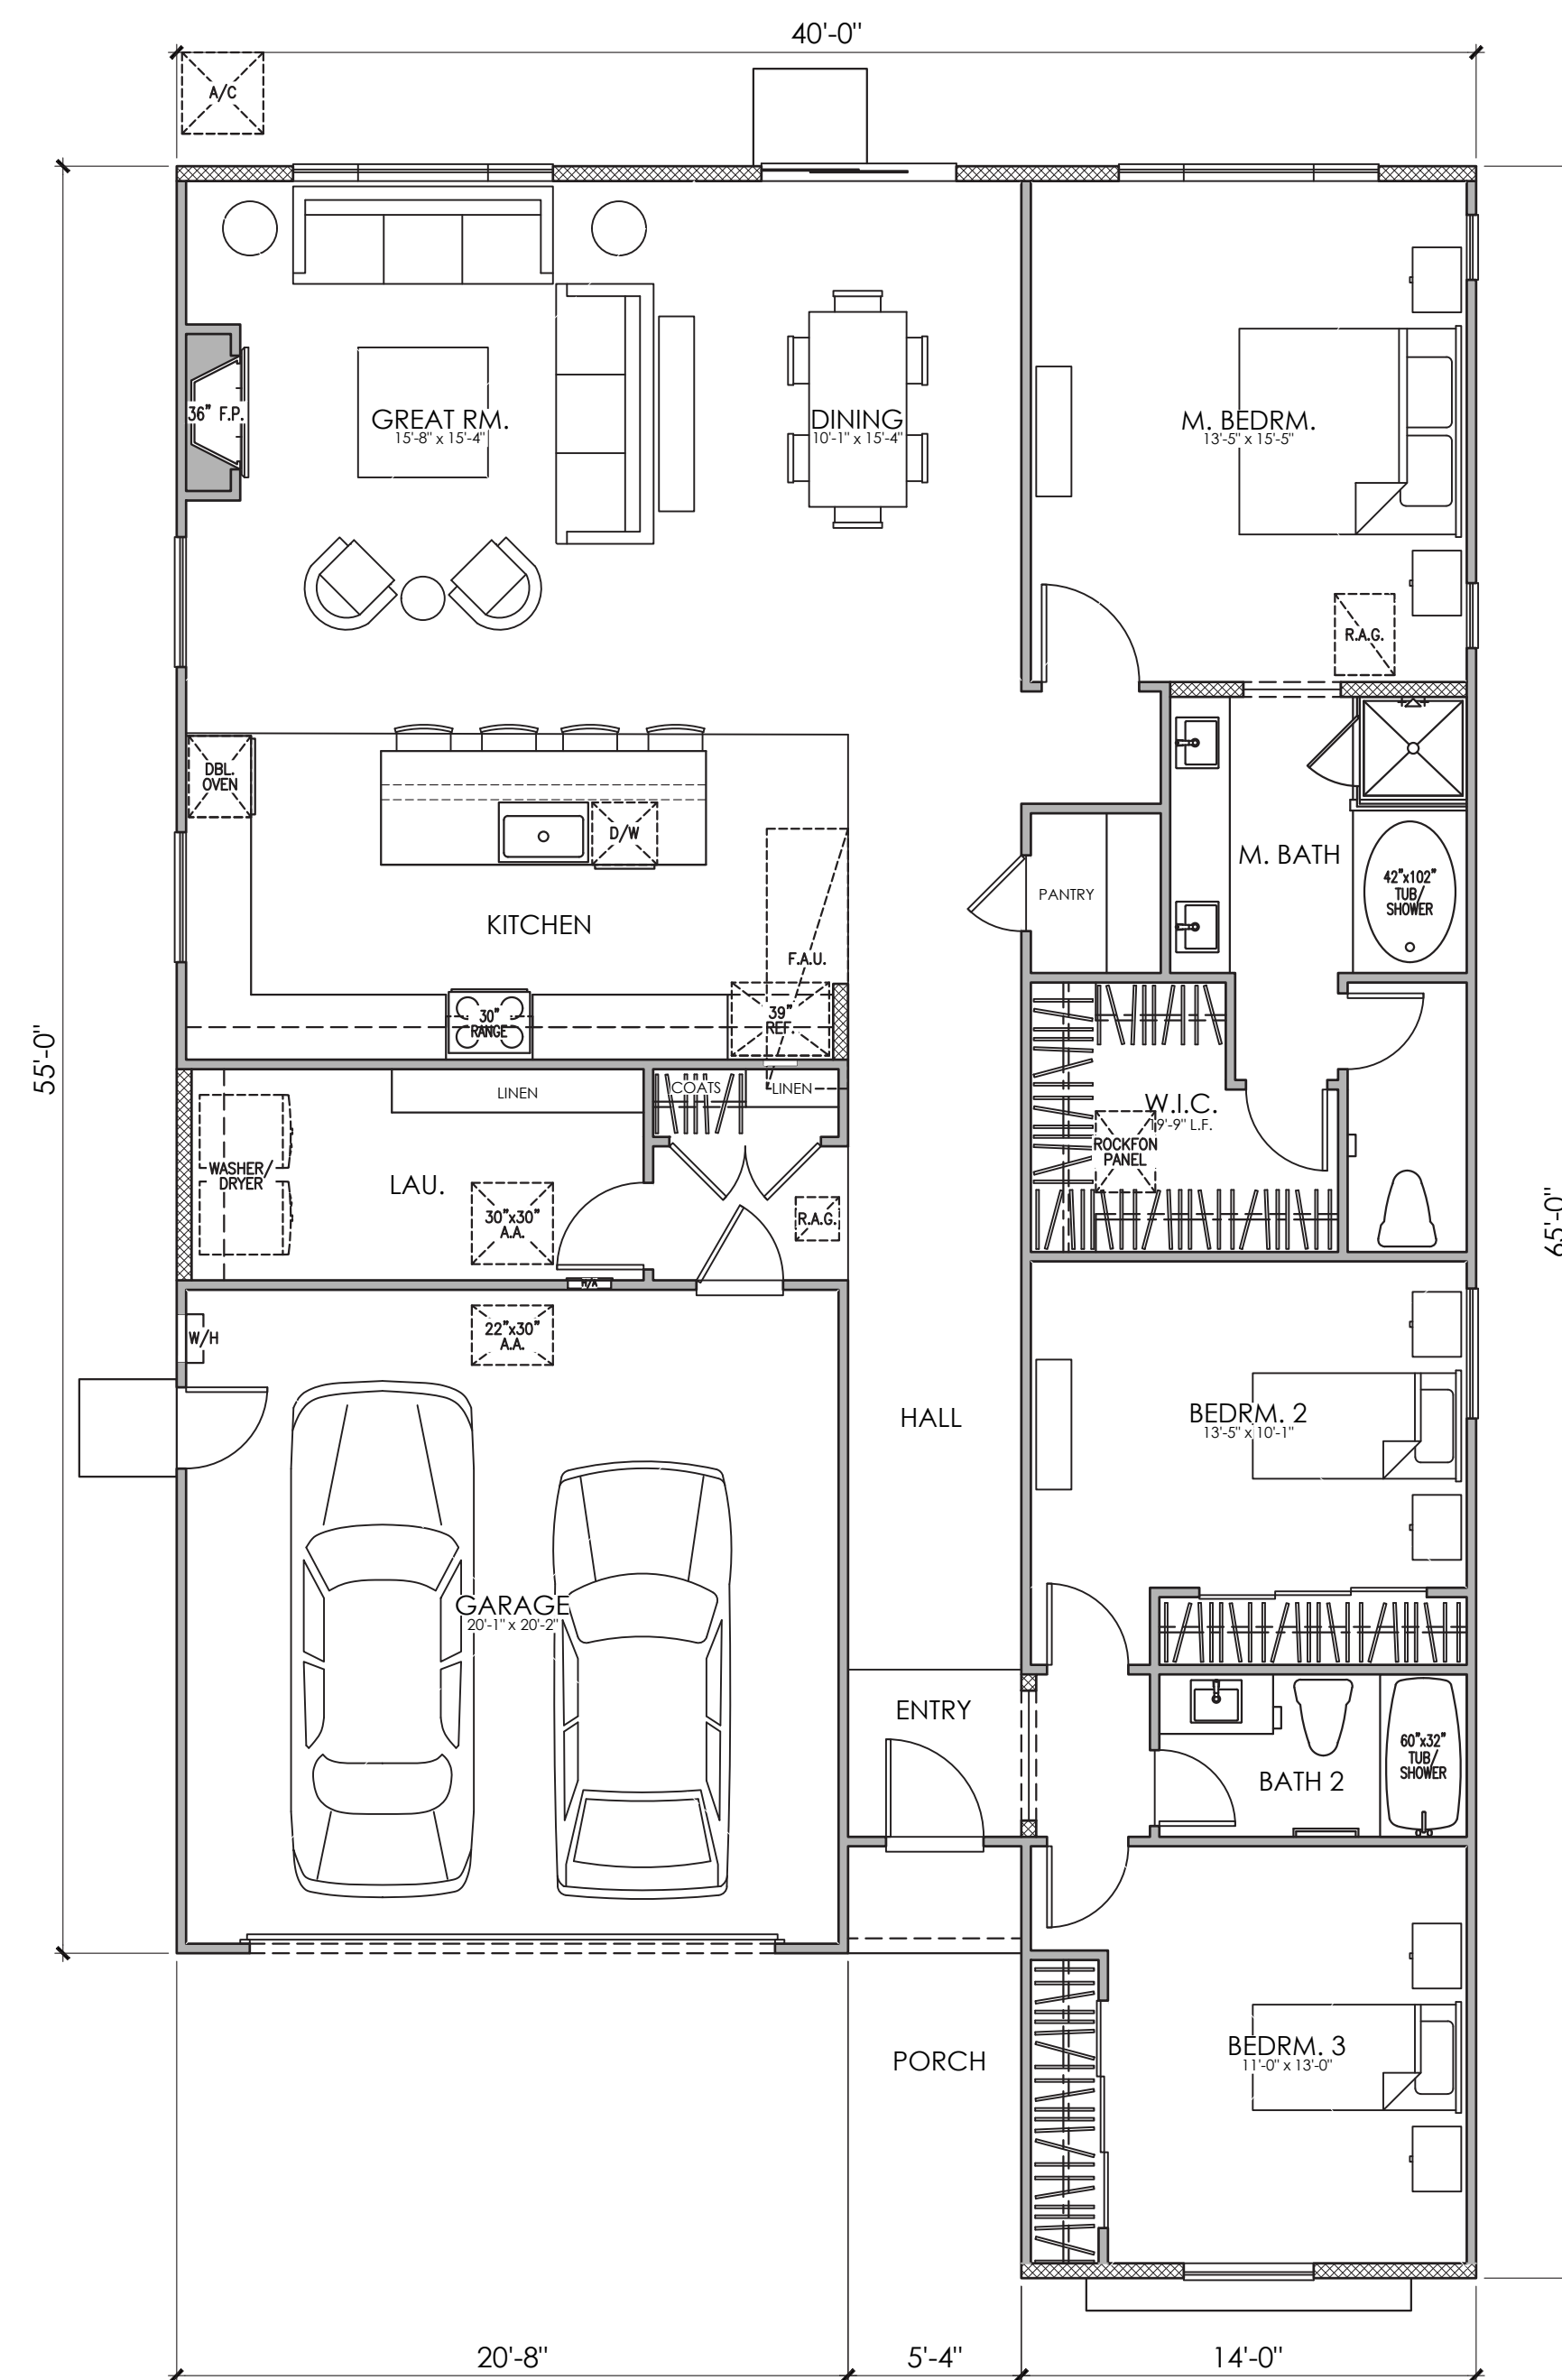 40'-0"
A/C
36" F.P.
GREAT RM.
15'-8" x 15'-4"
DINING
10'-1" x 15'-4"
M. BEDRM.
13'-5" x 15'-5"
R.A.G.
DBL.
OVEN
D/W
KITCHEN
F.A.U.
30"
RANGE
39"
REF.
PANTRY
M. BATH
42"x102"
TUB/
SHOWER
55'-0"
65'-0"
LINEN
COATS
LINEN
W.I.C.
19'-9" L.F.
ROCKFON
PANEL
WASHER/
DRYER
LAU.
30"x30"
A.A.
R.A.G.
W/H
22"x30"
A.A.
HALL
BEDRM. 2
13'-5" x 10'-1"
GARAGE
20'-1" x 20'-2"
ENTRY
BATH 2
60"x32"
TUB/
SHOWER
PORCH
BEDRM. 3
11'-0" x 13'-0"
20'-8"
5'-4"
14'-0"